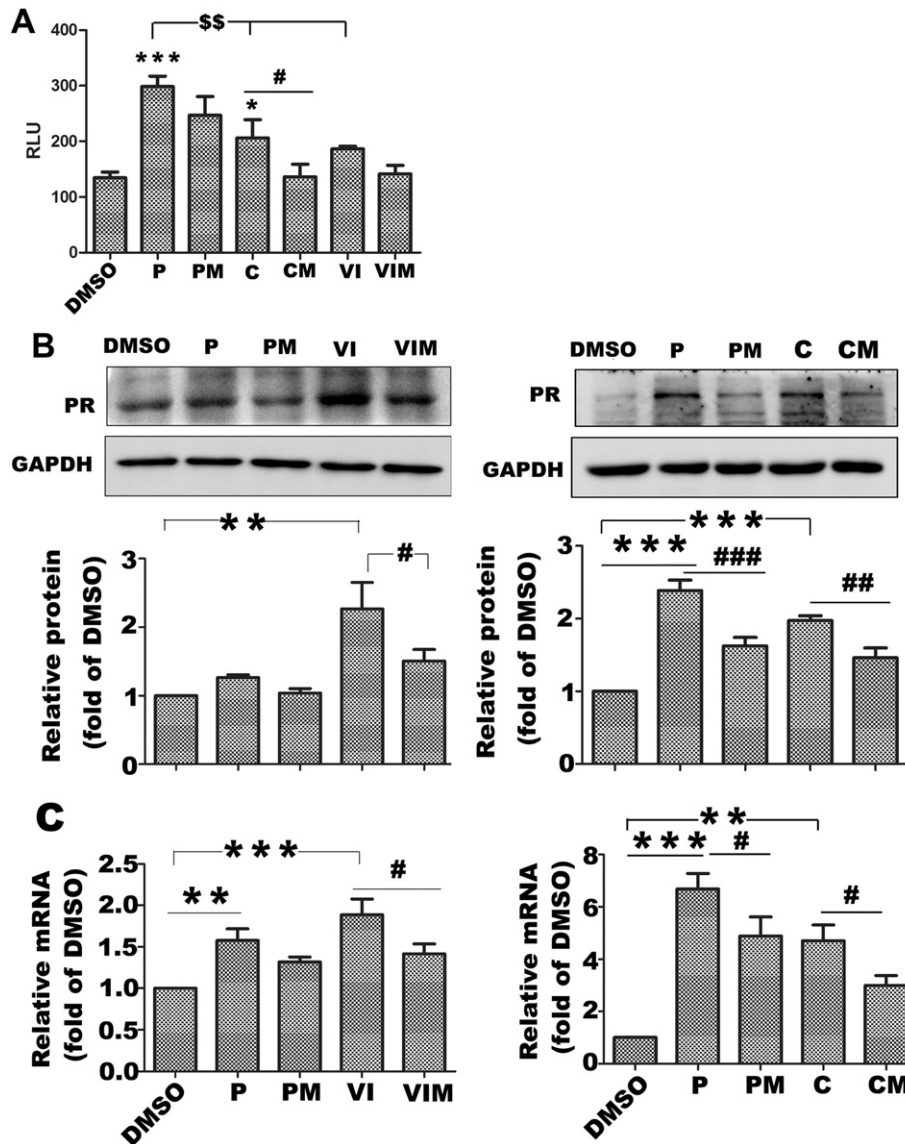 A
$$
400
***
#
300
*
RLU
200
100
0
DMSO P PM C CM VI VIM
B
DMSO P PM VI VIM
PR
GAPDH
DMSO P PM C CM
PR
GAPDH
**
#
Relative protein
(fold of DMSO)
3
2
1
0
***
***
###
##
Relative protein
(fold of DMSO)
3
2
1
0
C
***
**
#
Relative mRNA
(fold of DMSO)
2.5
2.0
1.5
1.0
0.5
0.0
DMSO P PM VI VIM
**
***
#
#
Relative mRNA
(fold of DMSO)
8
6
4
2
0
DMSO P PM C CM